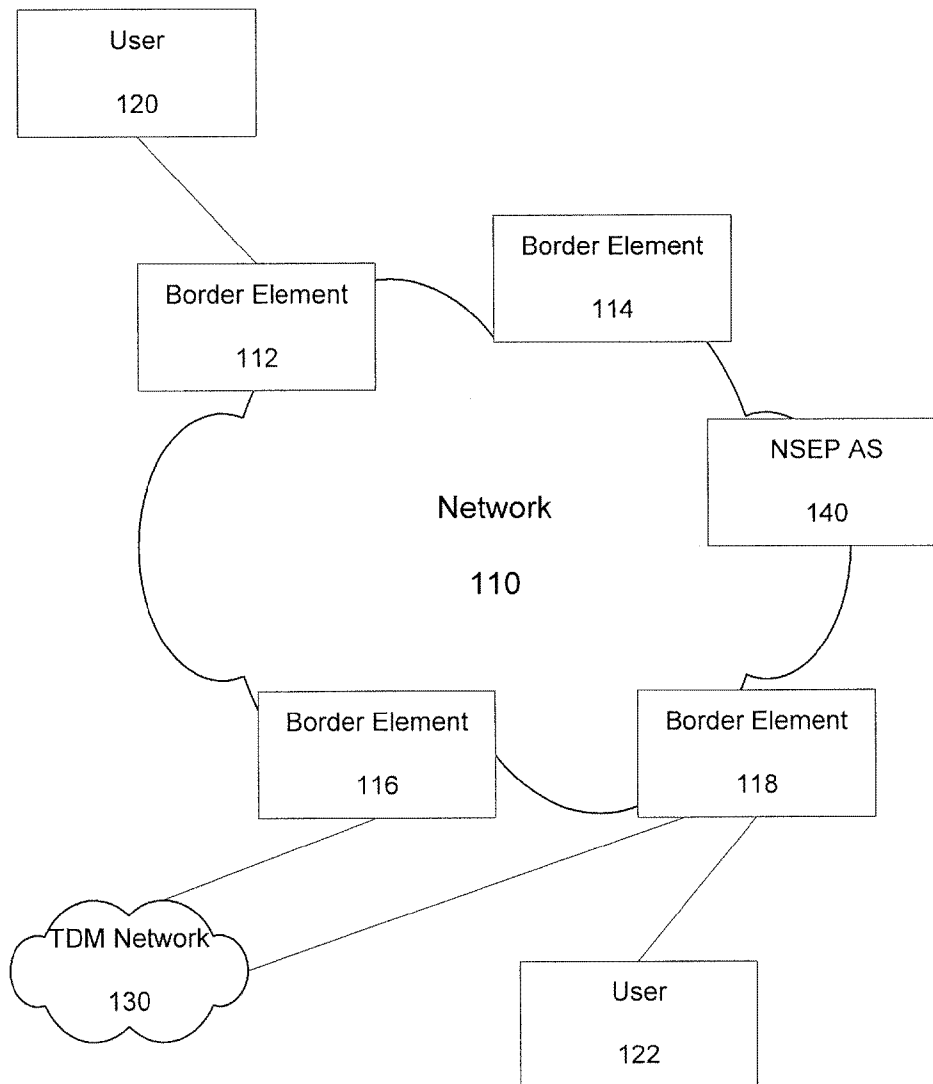 User
120
Border Element
114
Border Element
112
NSEP AS
140
Network
110
Border Element
116
Border Element
118
TDM Network
130
User
122